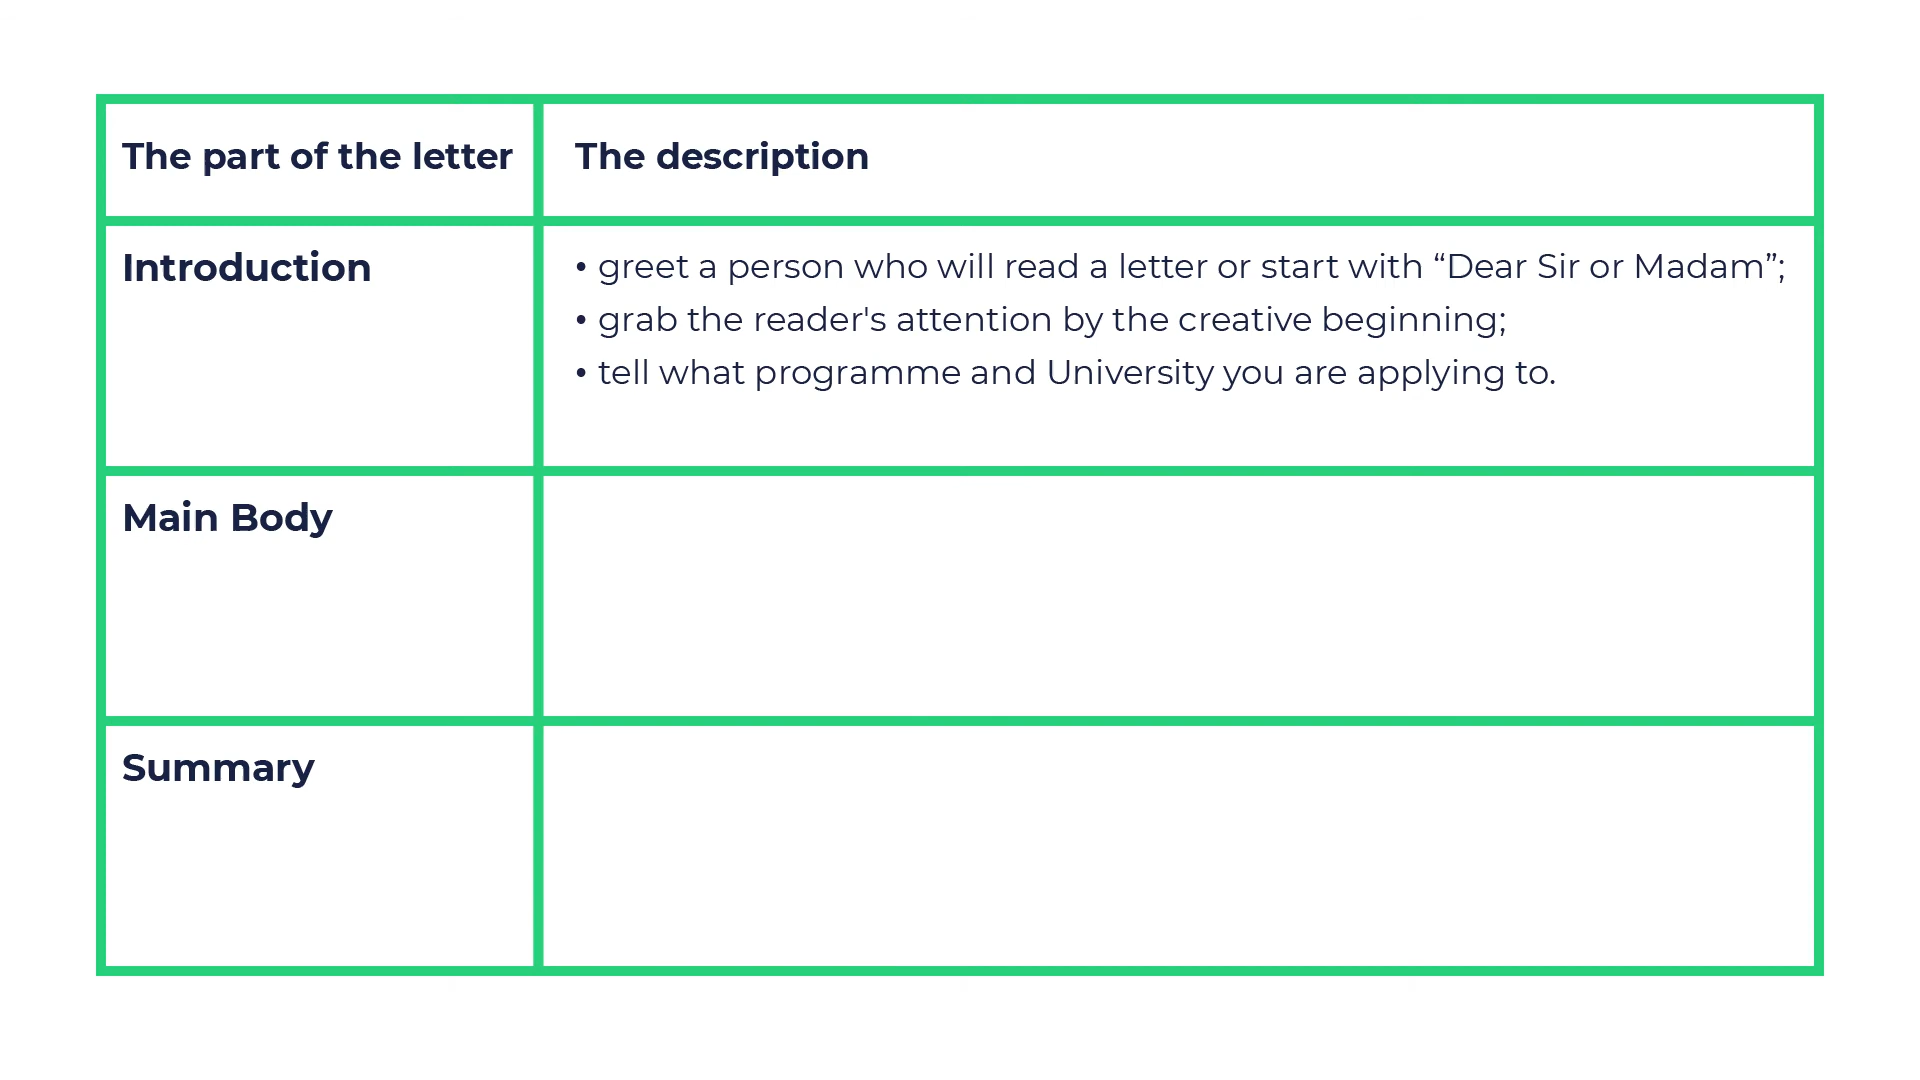 The part of the letter
The description
Introduction
• greet a person who will read a letter or start with “Dear Sir or Madam”;
• grab the reader's attention by the creative beginning;
• tell what programme and University you are applying to.
Main Body
Summary